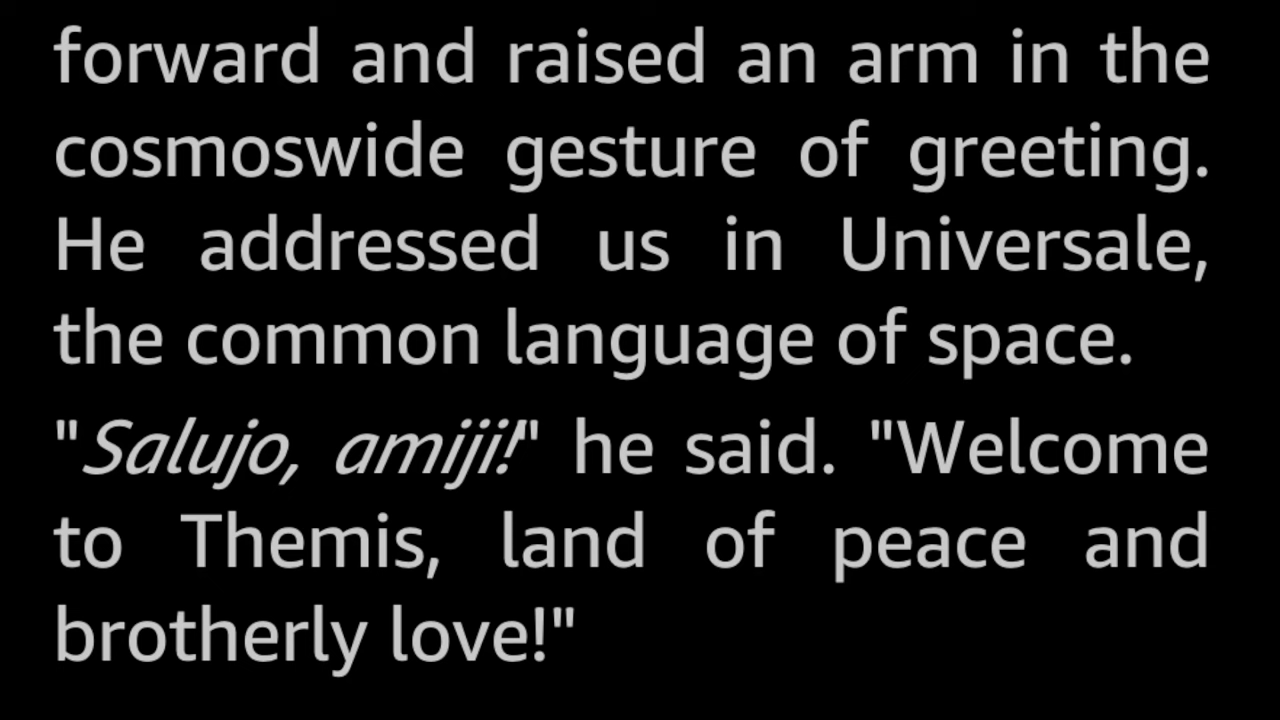 forward and raised an arm in the
cosmoswide gesture of greeting.
He addressed us in Universale,
the common language of space.
"Salujo, amiji!" he said. "Welcome
to Themis, land of peace and
brotherly love!"